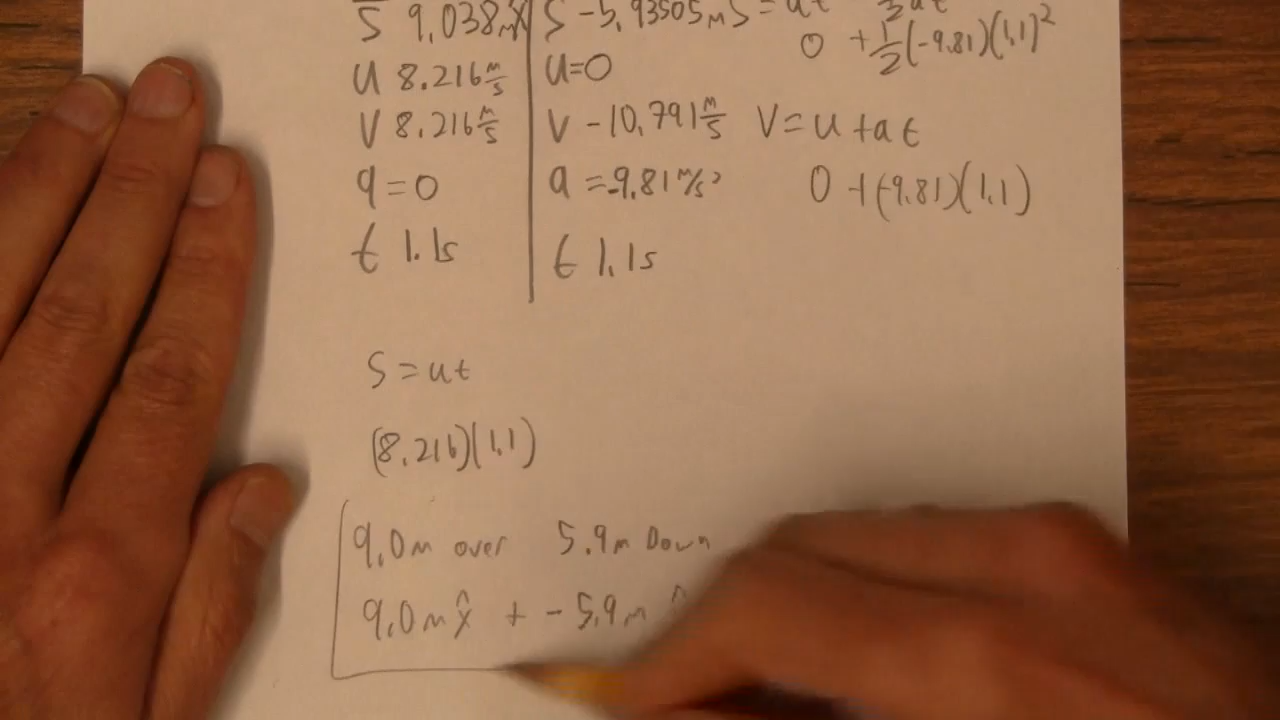 S 9.038m S -5.93505m S = ut
0 + 1/2(-9.81)(1.1)²
u 8.216 m/s u=0
v 8.216 m/s v -10.791 m/s v = u + at
a = 0 a = -9.81 m/s² 0 + (-9.81)(1.1)
t 1.1s t 1.1s
S = ut
(8.216)(1.1)
9.0m over 5.9m Down
9.0m x̂ + -5.9m